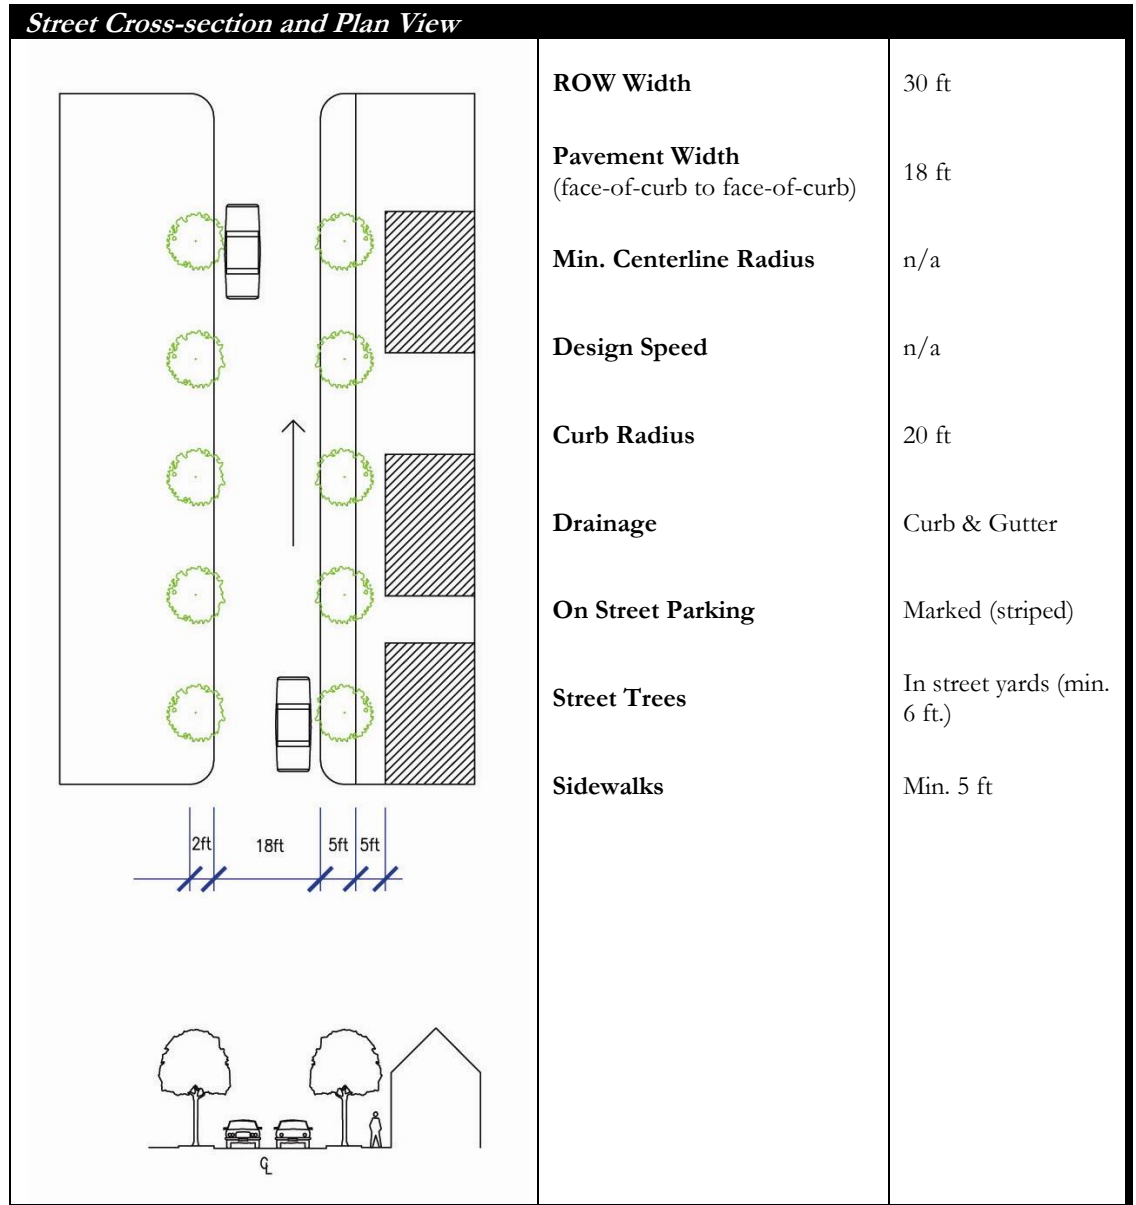 Street Cross-section and Plan View
ROW Width
30 ft
Pavement Width
(face-of-curb to face-of-curb)
18 ft
Min. Centerline Radius
n/a
Design Speed
n/a
Curb Radius
20 ft
Drainage
Curb & Gutter
On Street Parking
Marked (striped)
Street Trees
In street yards (min.
6 ft.)
Sidewalks
Min. 5 ft
2ft
18ft
5ft
5ft
CL